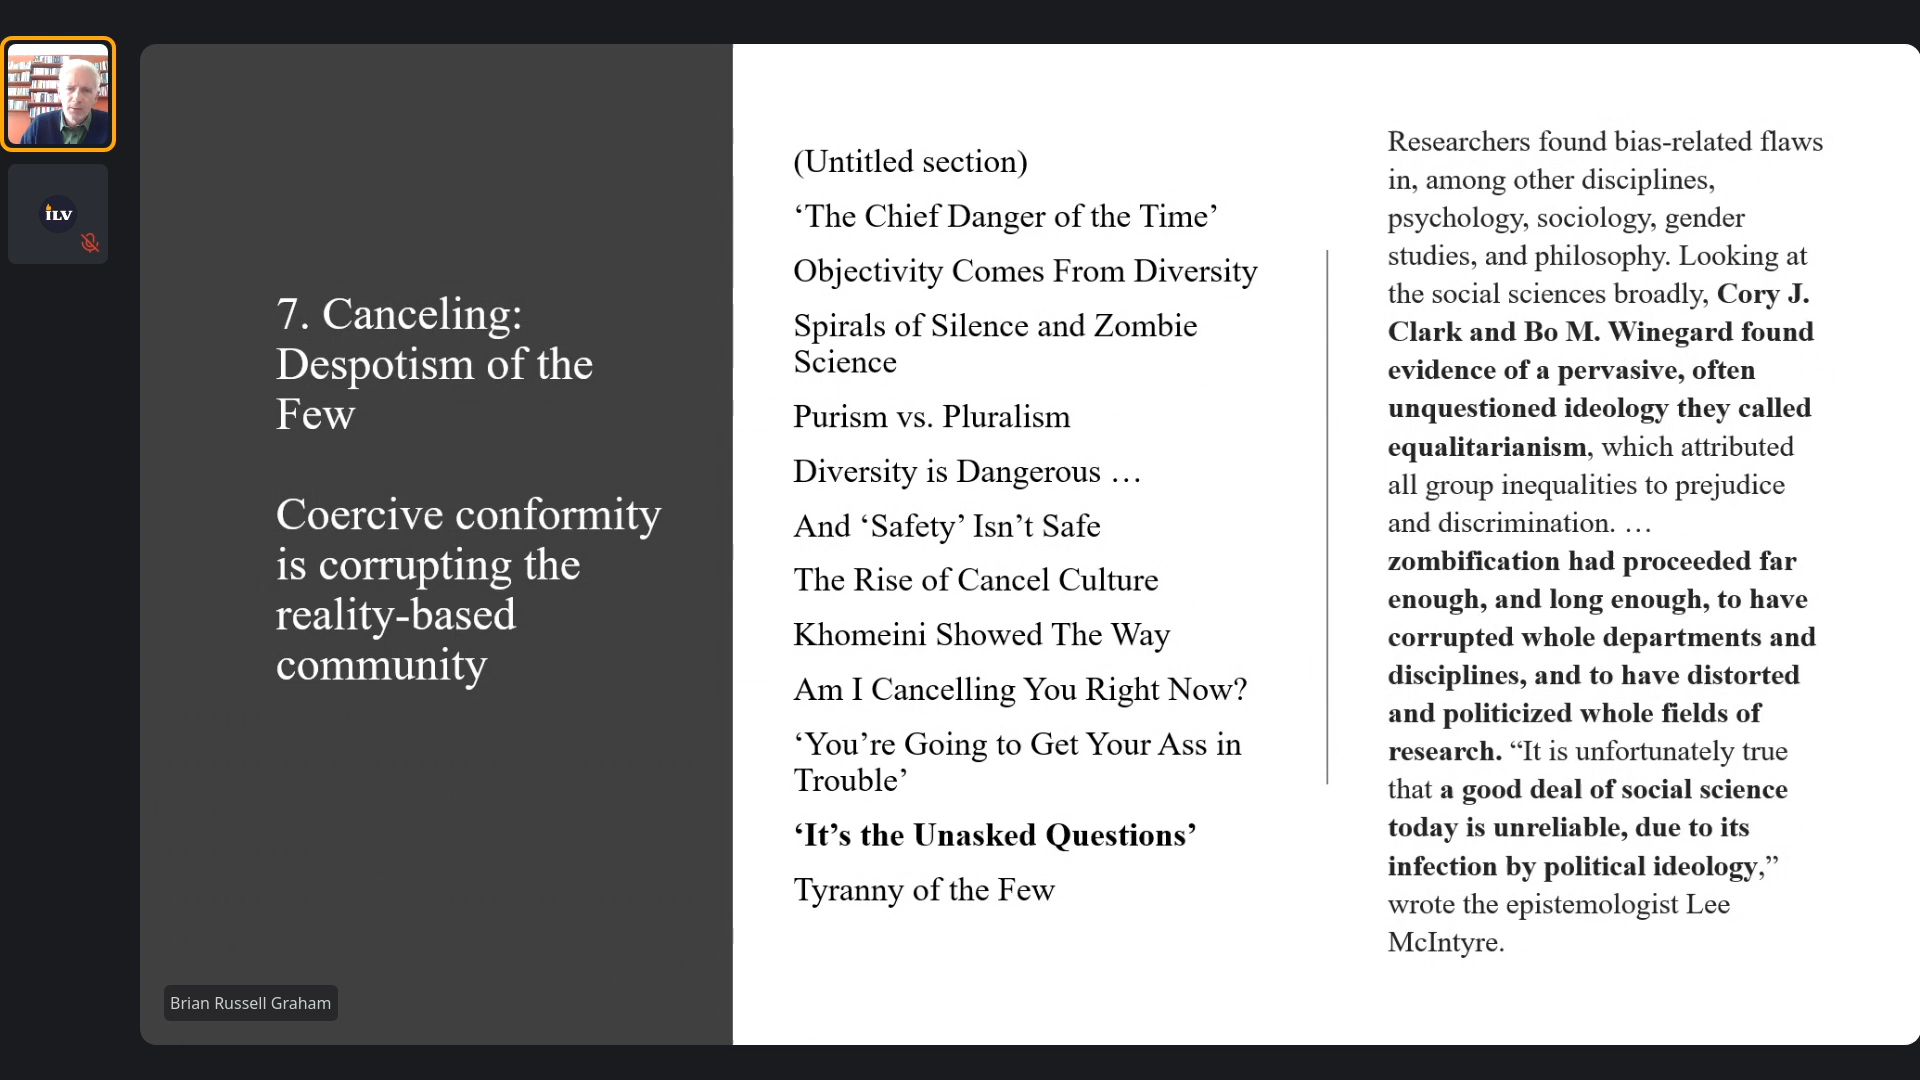 iLV
7. Canceling:
Despotism of the
Few
Coercive conformity
is corrupting the
reality-based
community
Brian Russell Graham
(Untitled section)
‘The Chief Danger of the Time’
Objectivity Comes From Diversity
Spirals of Silence and Zombie
Science
Purism vs. Pluralism
Diversity is Dangerous …
And ‘Safety’ Isn’t Safe
The Rise of Cancel Culture
Khomeini Showed The Way
Am I Cancelling You Right Now?
‘You’re Going to Get Your Ass in
Trouble’
‘It’s the Unasked Questions’
Tyranny of the Few
Researchers found bias-related flaws
in, among other disciplines,
psychology, sociology, gender
studies, and philosophy. Looking at
the social sciences broadly, Cory J.
Clark and Bo M. Winegard found
evidence of a pervasive, often
unquestioned ideology they called
equalitarianism, which attributed
all group inequalities to prejudice
and discrimination. …
zombification had proceeded far
enough, and long enough, to have
corrupted whole departments and
disciplines, and to have distorted
and politicized whole fields of
research. “It is unfortunately true
that a good deal of social science
today is unreliable, due to its
infection by political ideology,”
wrote the epistemologist Lee
McIntyre.